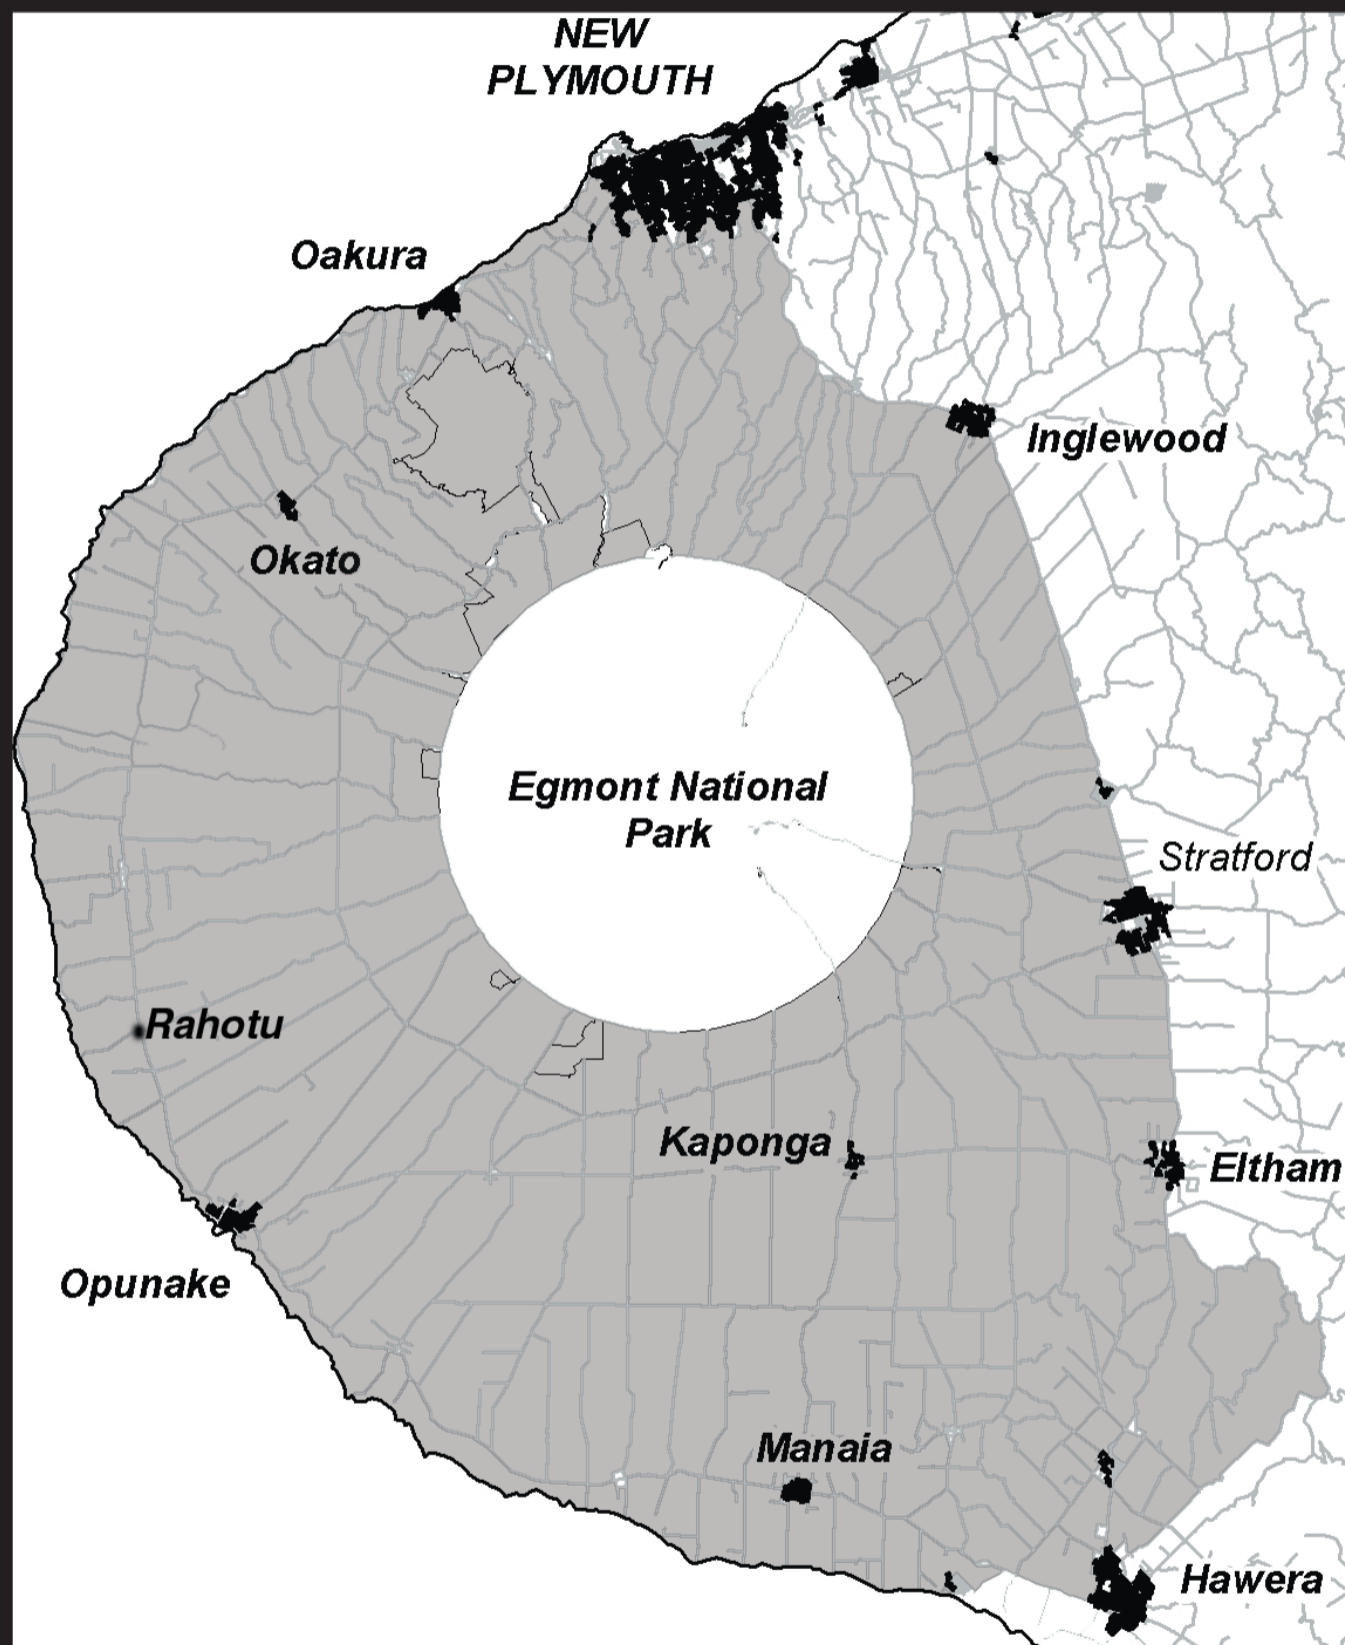 NEW
PLYMOUTH
Oakura
Inglewood
Okato
Egmont National
Park
Stratford
Rahotu
Kaponga
Eltham
Opunake
Manaia
Hawera